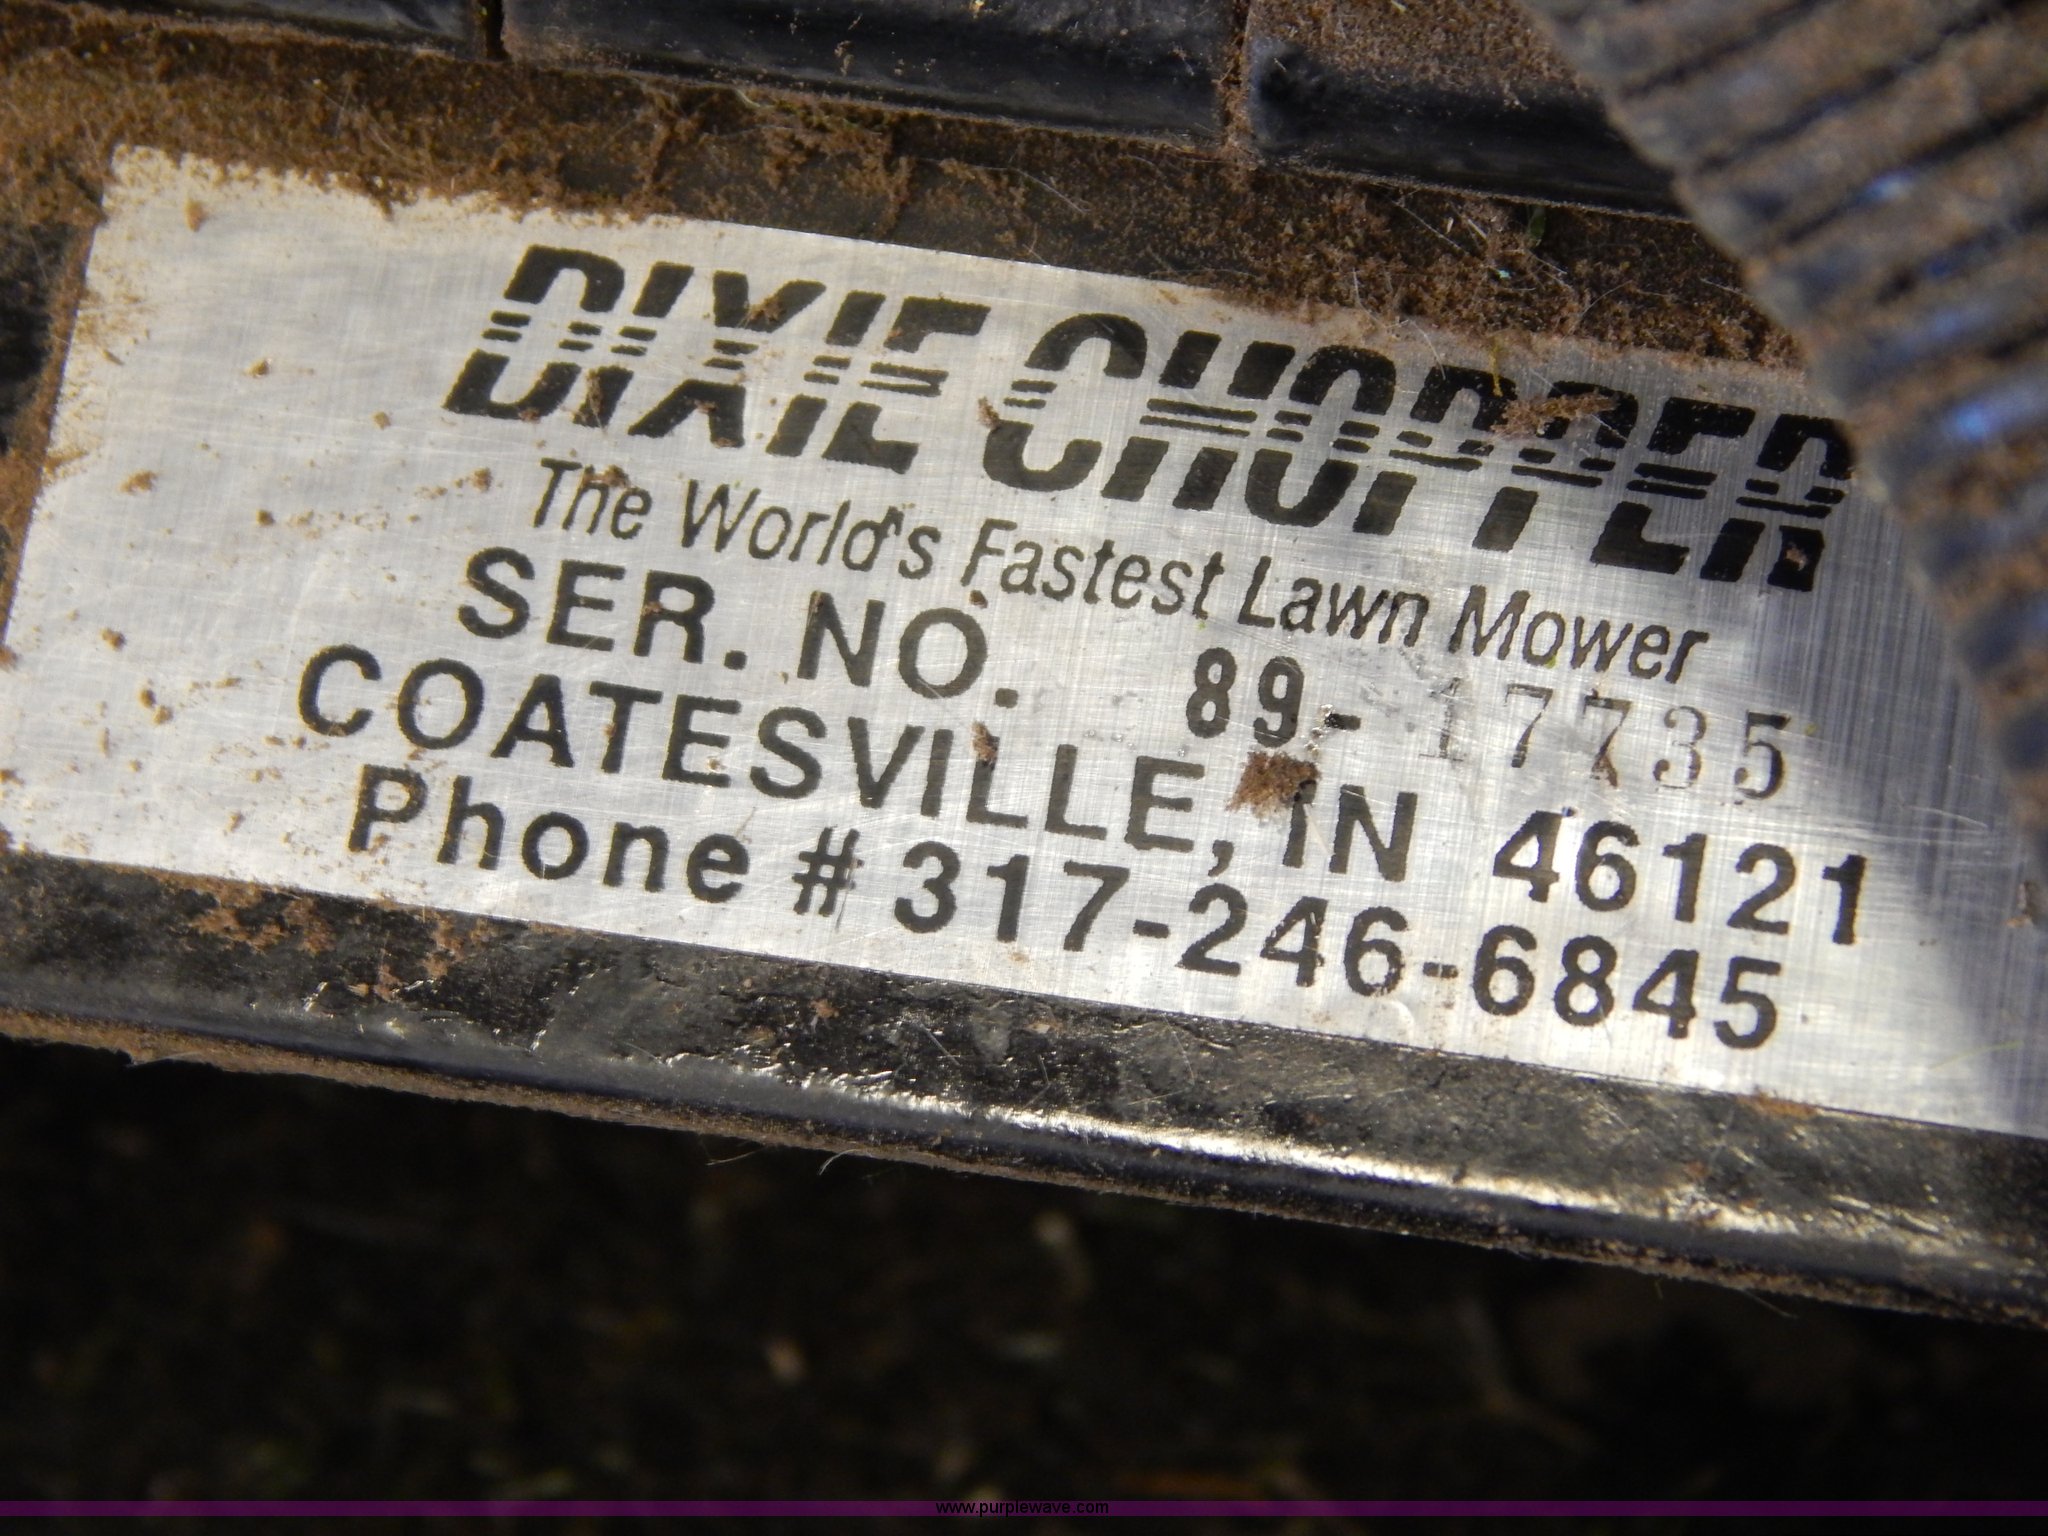 DIXIE CHOPPER
The World's Fastest Lawn Mower
SER. NO. 89- 17735
COATESVILLE, IN 46121
Phone # 317-246-6845
www.purplewave.com